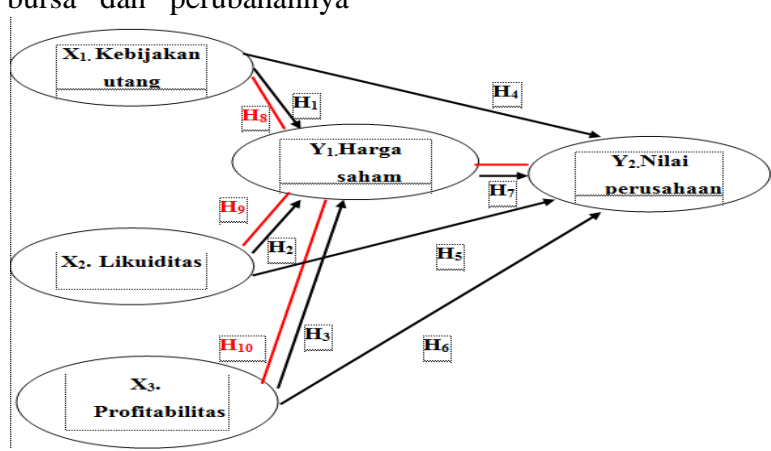 bursa dan perubahannya
X1. Kebijakan
utang
H4
H1
H8
Y1.Harga
saham
Y2.Nilai
perusahaan
H7
H9
H2
X2. Likuiditas
H5
H3
H10
H6
X3.
Profitabilitas